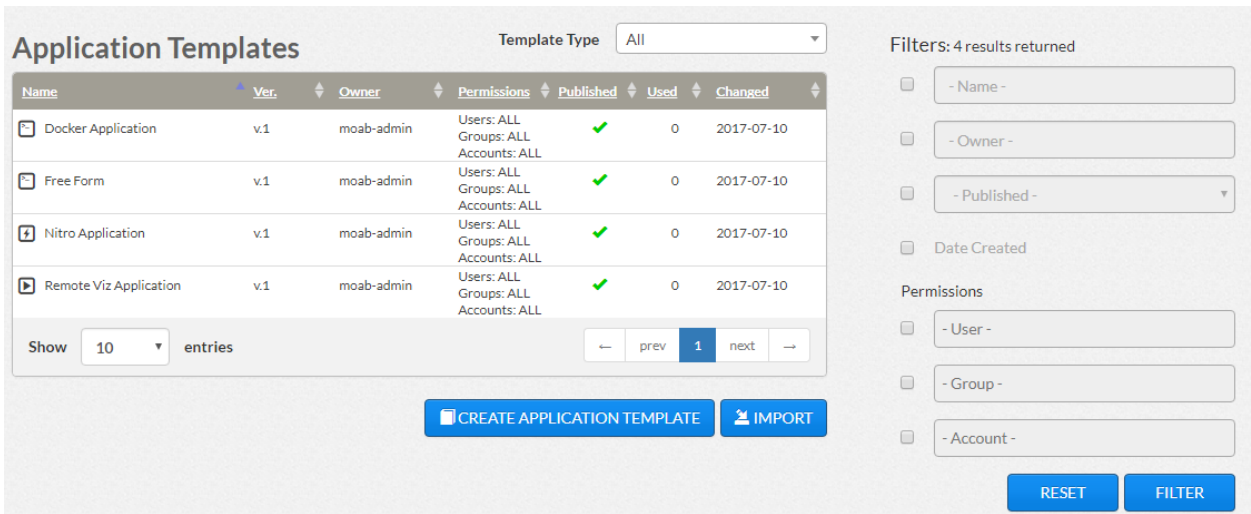 Application Templates
Template Type All
Filters: 4 results returned
Name Ver. Owner Permissions Published Used Changed
Docker Application v.1 moab-admin Users: ALL 0 2017-07-10
Groups: ALL
Accounts: ALL
Free Form v.1 moab-admin Users: ALL 0 2017-07-10
Groups: ALL
Accounts: ALL
Nitro Application v.1 moab-admin Users: ALL 0 2017-07-10
Groups: ALL
Accounts: ALL
Remote Viz Application v.1 moab-admin Users: ALL 0 2017-07-10
Groups: ALL
Accounts: ALL
Show 10 entries
← prev 1 next →
CREATE APPLICATION TEMPLATE IMPORT
- Name -
- Owner -
- Published -
Date Created
Permissions
- User -
- Group -
- Account -
RESET FILTER